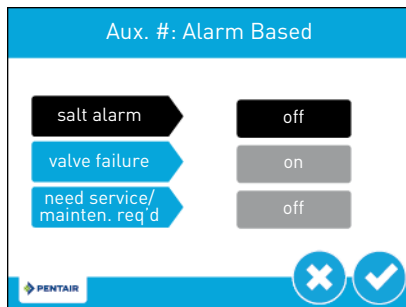 Aux. #: Alarm Based
salt alarm
off
valve failure
on
need service/
mainten. req'd
off
PENTAIR